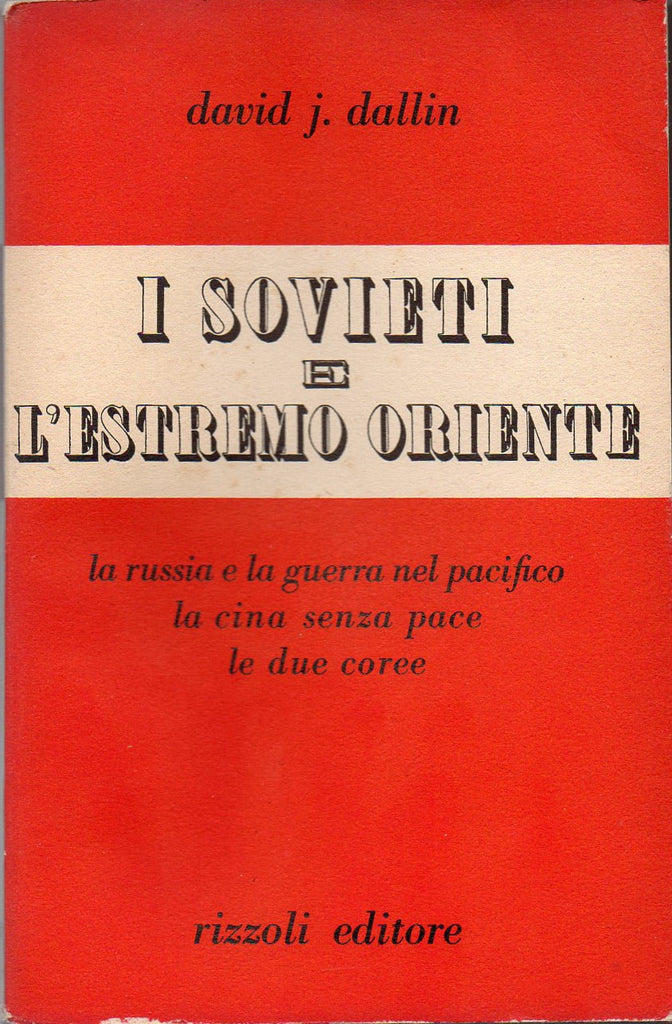 david j. dallin
I SOVIETI
E
L'ESTREMO ORIENTE
la russia e la guerra nel pacifico
la cina senza pace
le due coree
rizzoli editore